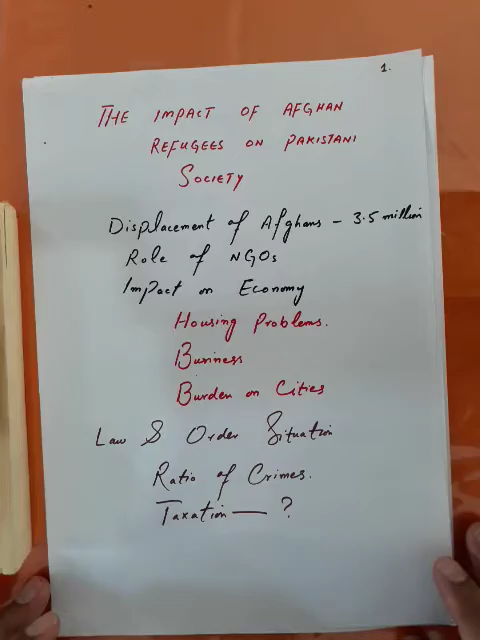 1.
THE IMPACT OF AFGHAN
REFUGEES ON PAKISTANI
SOCIETY
Displacement of Afghans - 3.5 million
Role of NGOs
Impact on Economy
Housing Problems.
Business
Burden on Cities
Law & Order Situation
Ratio of Crimes.
Taxation — ?